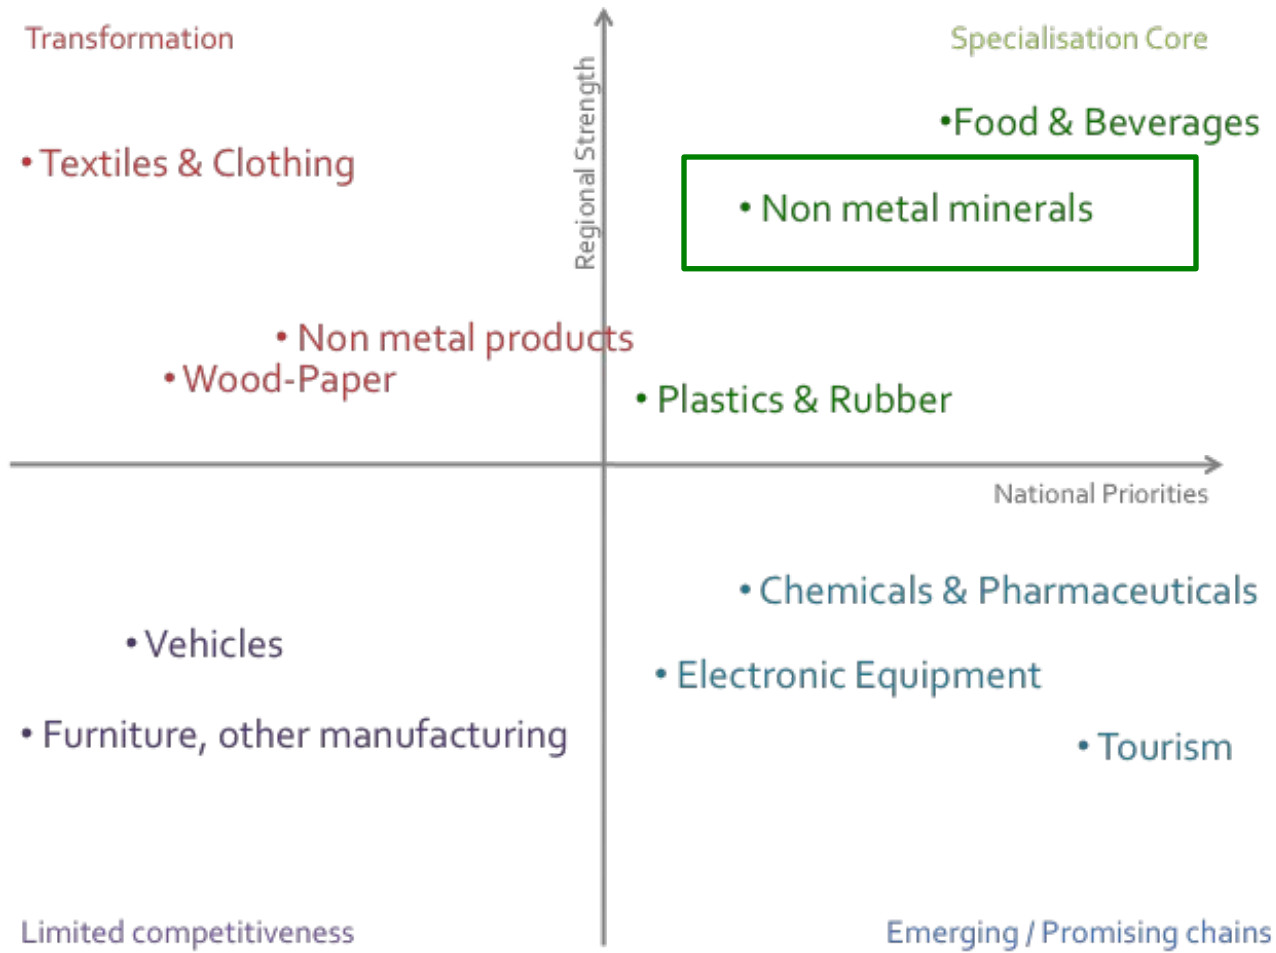 Transformation
Specialisation Core
Regional Strength
•Food & Beverages
• Textiles & Clothing
• Non metal minerals
• Non metal products
• Wood-Paper
• Plastics & Rubber
National Priorities
• Chemicals & Pharmaceuticals
• Vehicles
• Electronic Equipment
• Furniture, other manufacturing
• Tourism
Limited competitiveness
Emerging / Promising chains